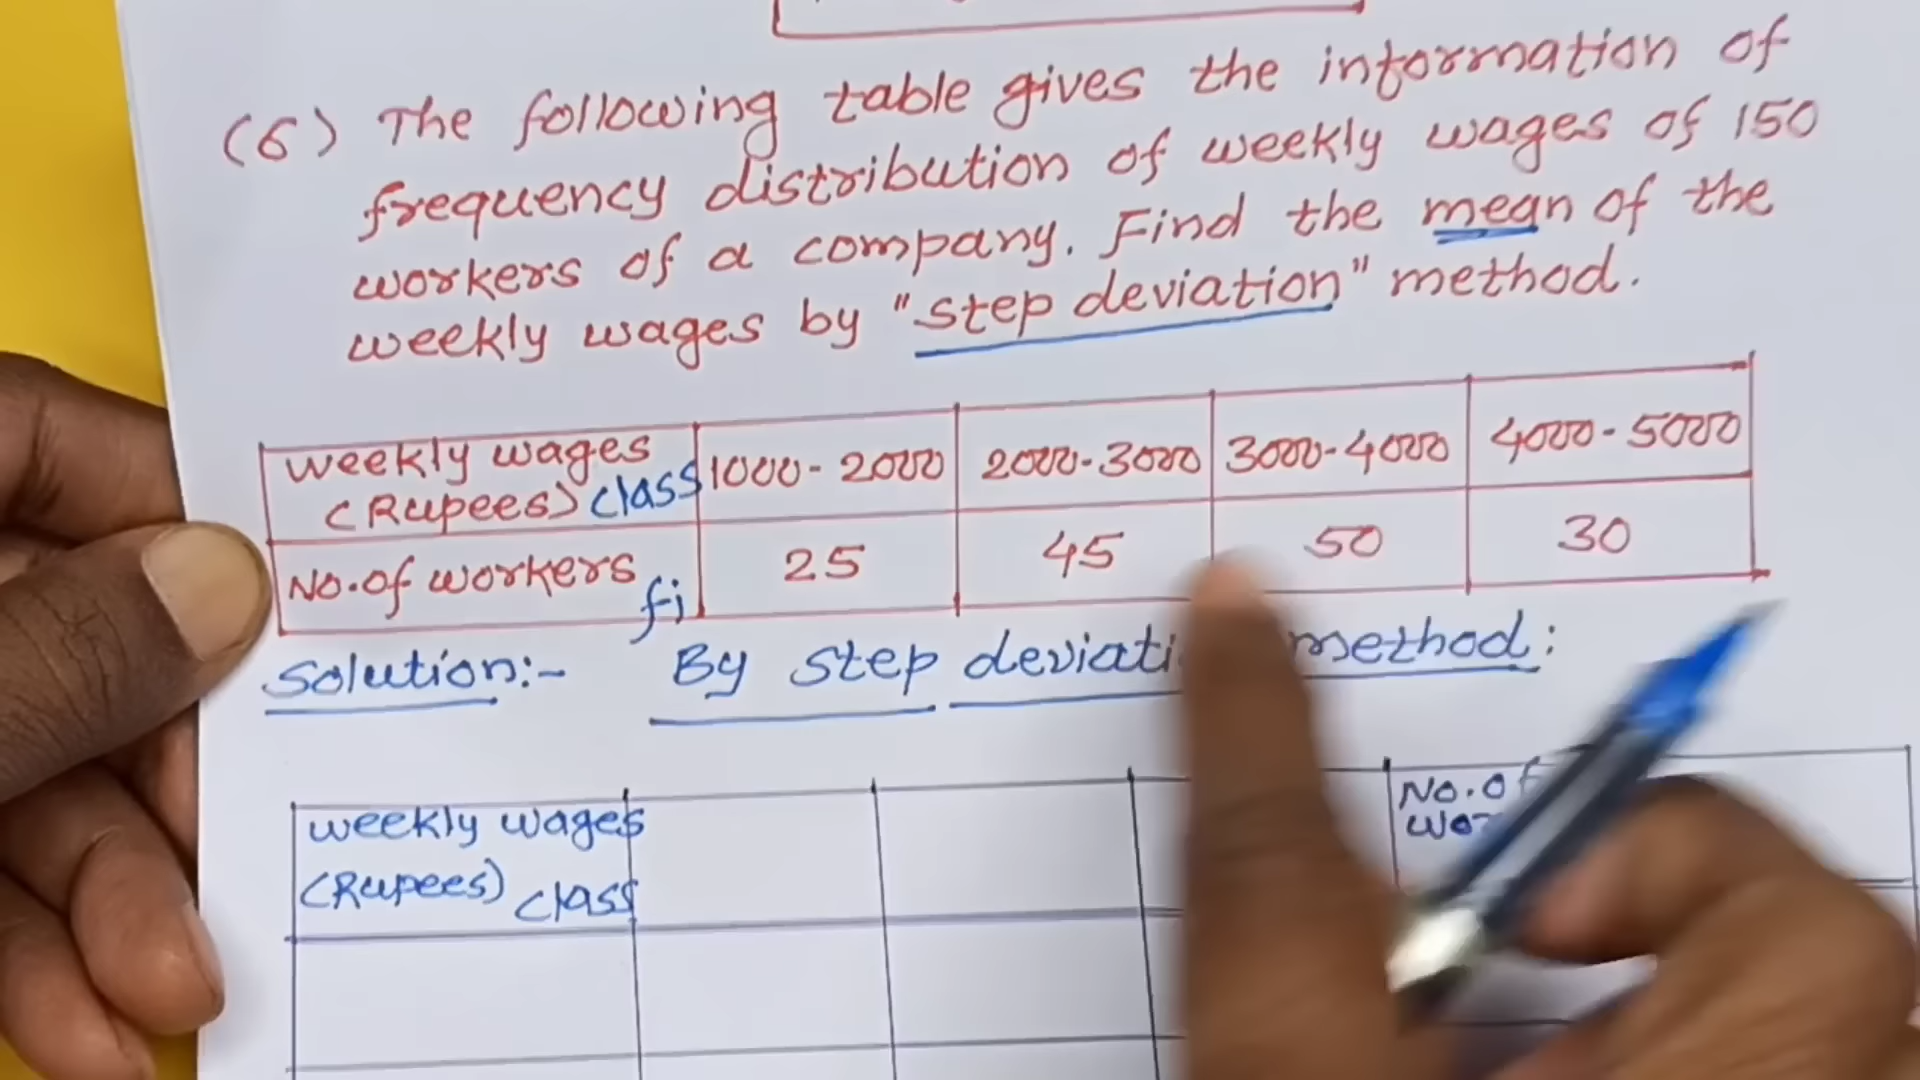 (6) The following table gives the information of
frequency distribution of weekly wages of 150
workers of a company. Find the mean of the
weekly wages by "step deviation" method.
weekly wages (Rupees) class 1000-2000 2000-3000 3000-4000 4000-5000
No. of workers fi 25 45 50 30
Solution:- By step method:
weekly wages No. of
(Rupees) class